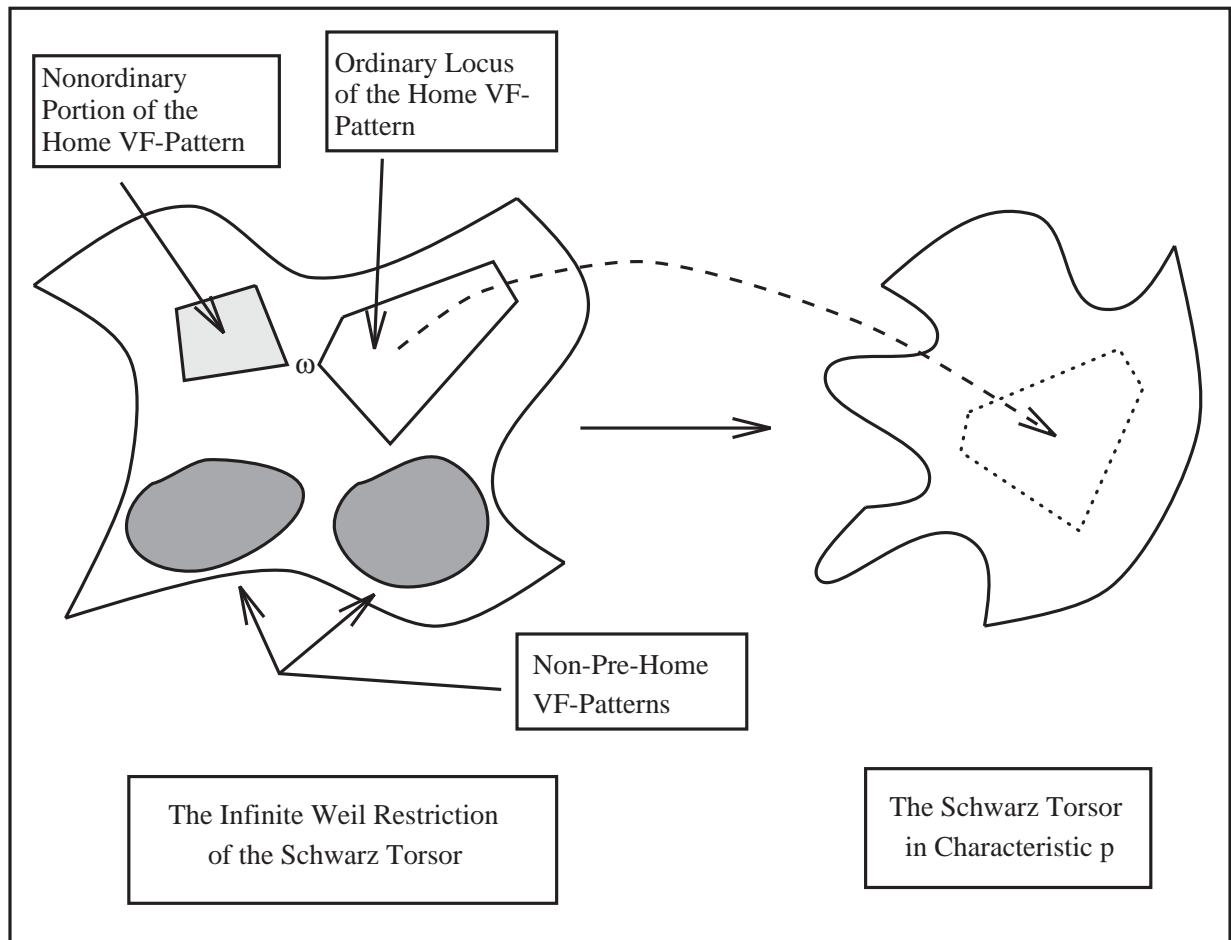 Nonordinary
Portion of the
Home VF-Pattern
Ordinary Locus
of the Home VF-
Pattern
ω
Non-Pre-Home
VF-Patterns
The Infinite Weil Restriction
of the Schwarz Torsor
The Schwarz Torsor
in Characteristic p